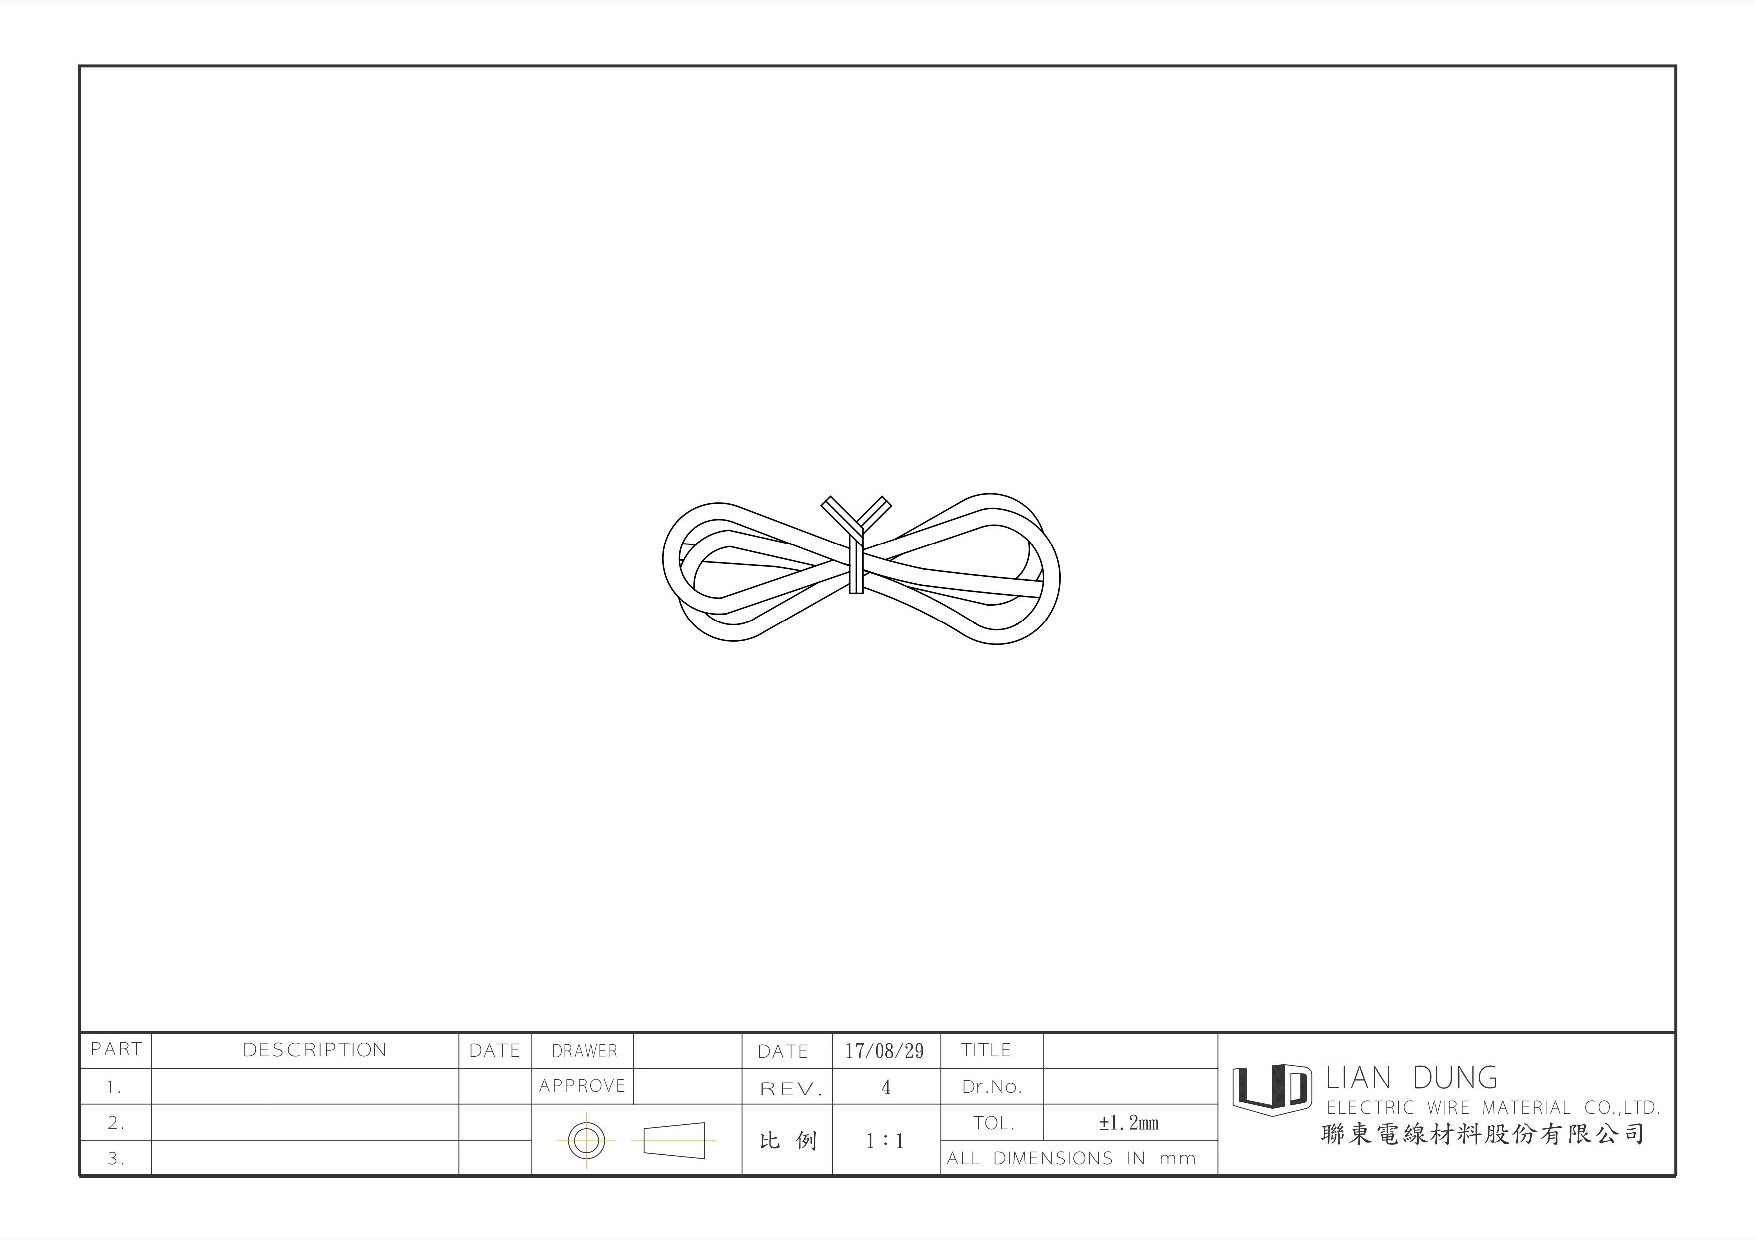 PART DESCRIPTION DATE DRAWER DATE 17/08/29 TITLE
1. APPROVE REV. 4 Dr.No.
2. TOL. ±1.2mm
比 例 1:1
3. ALL DIMENSIONS IN mm
LIAN DUNG
ELECTRIC WIRE MATERIAL CO.,LTD.
聯東電線材料股份有限公司